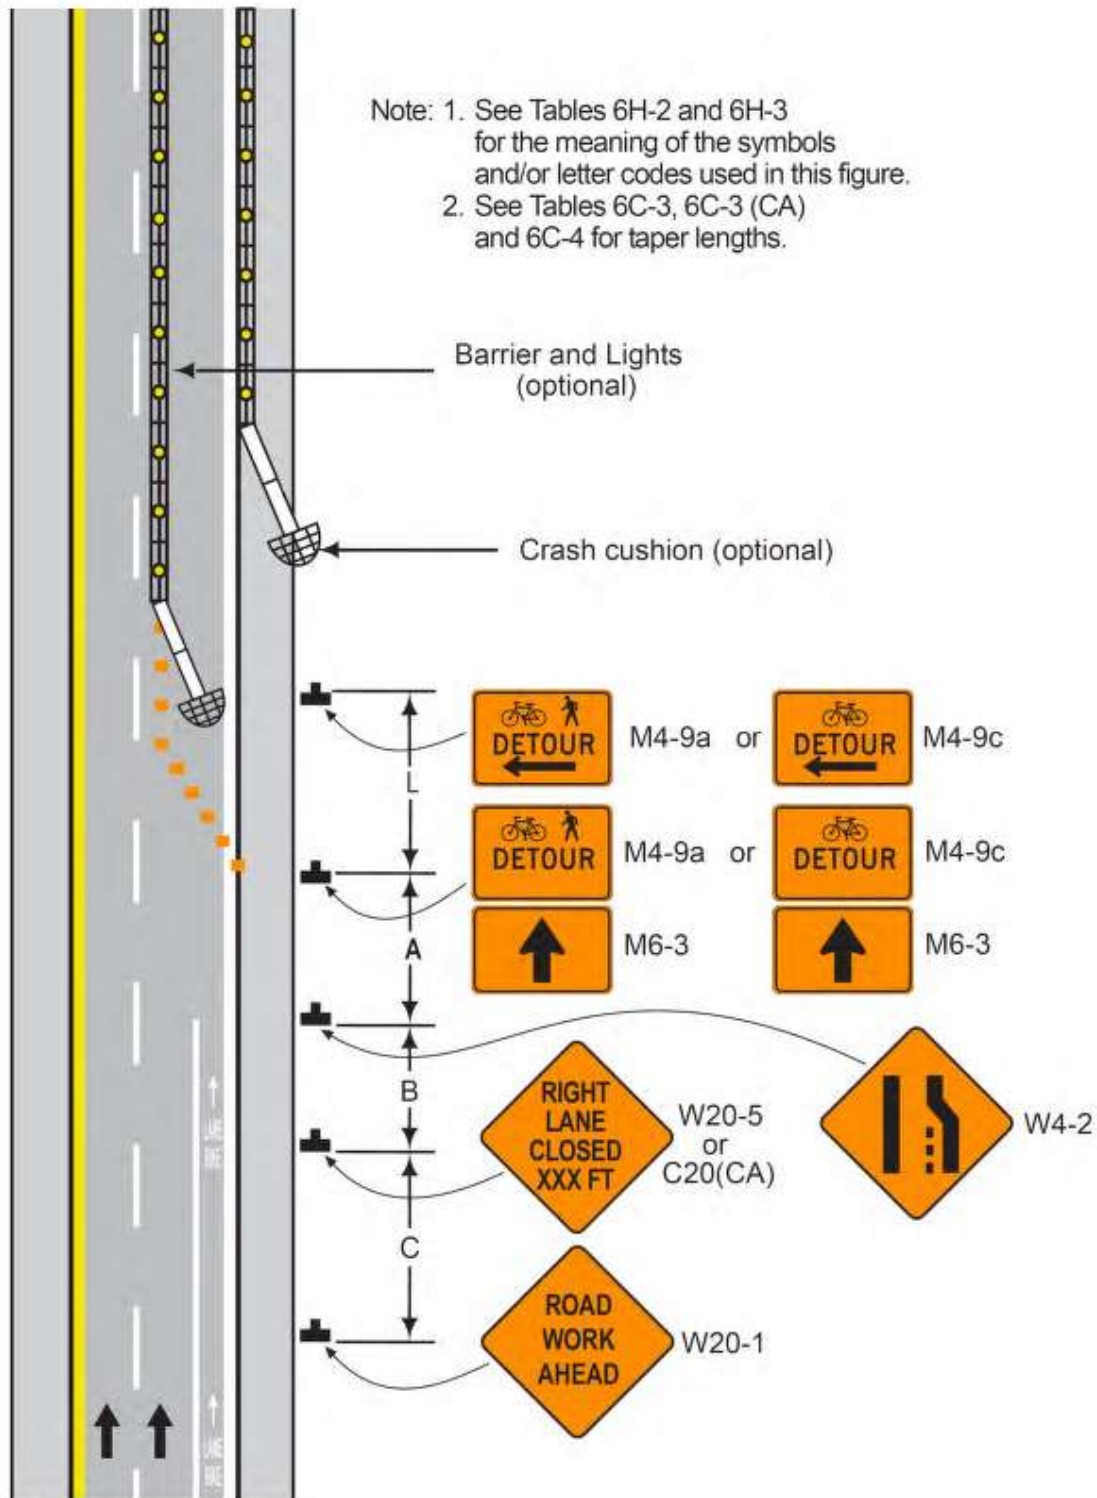 Note: 1. See Tables 6H-2 and 6H-3
for the meaning of the symbols
and/or letter codes used in this figure.
2. See Tables 6C-3, 6C-3 (CA)
and 6C-4 for taper lengths.
Barrier and Lights
(optional)
Crash cushion (optional)
DETOUR
M4-9a or
DETOUR
M4-9c
L
DETOUR
M4-9a or
DETOUR
M4-9c
A
M6-3
M6-3
B
RIGHT
LANE
CLOSED
XXX FT
W20-5
or
C20(CA)
W4-2
C
ROAD
WORK
AHEAD
W20-1